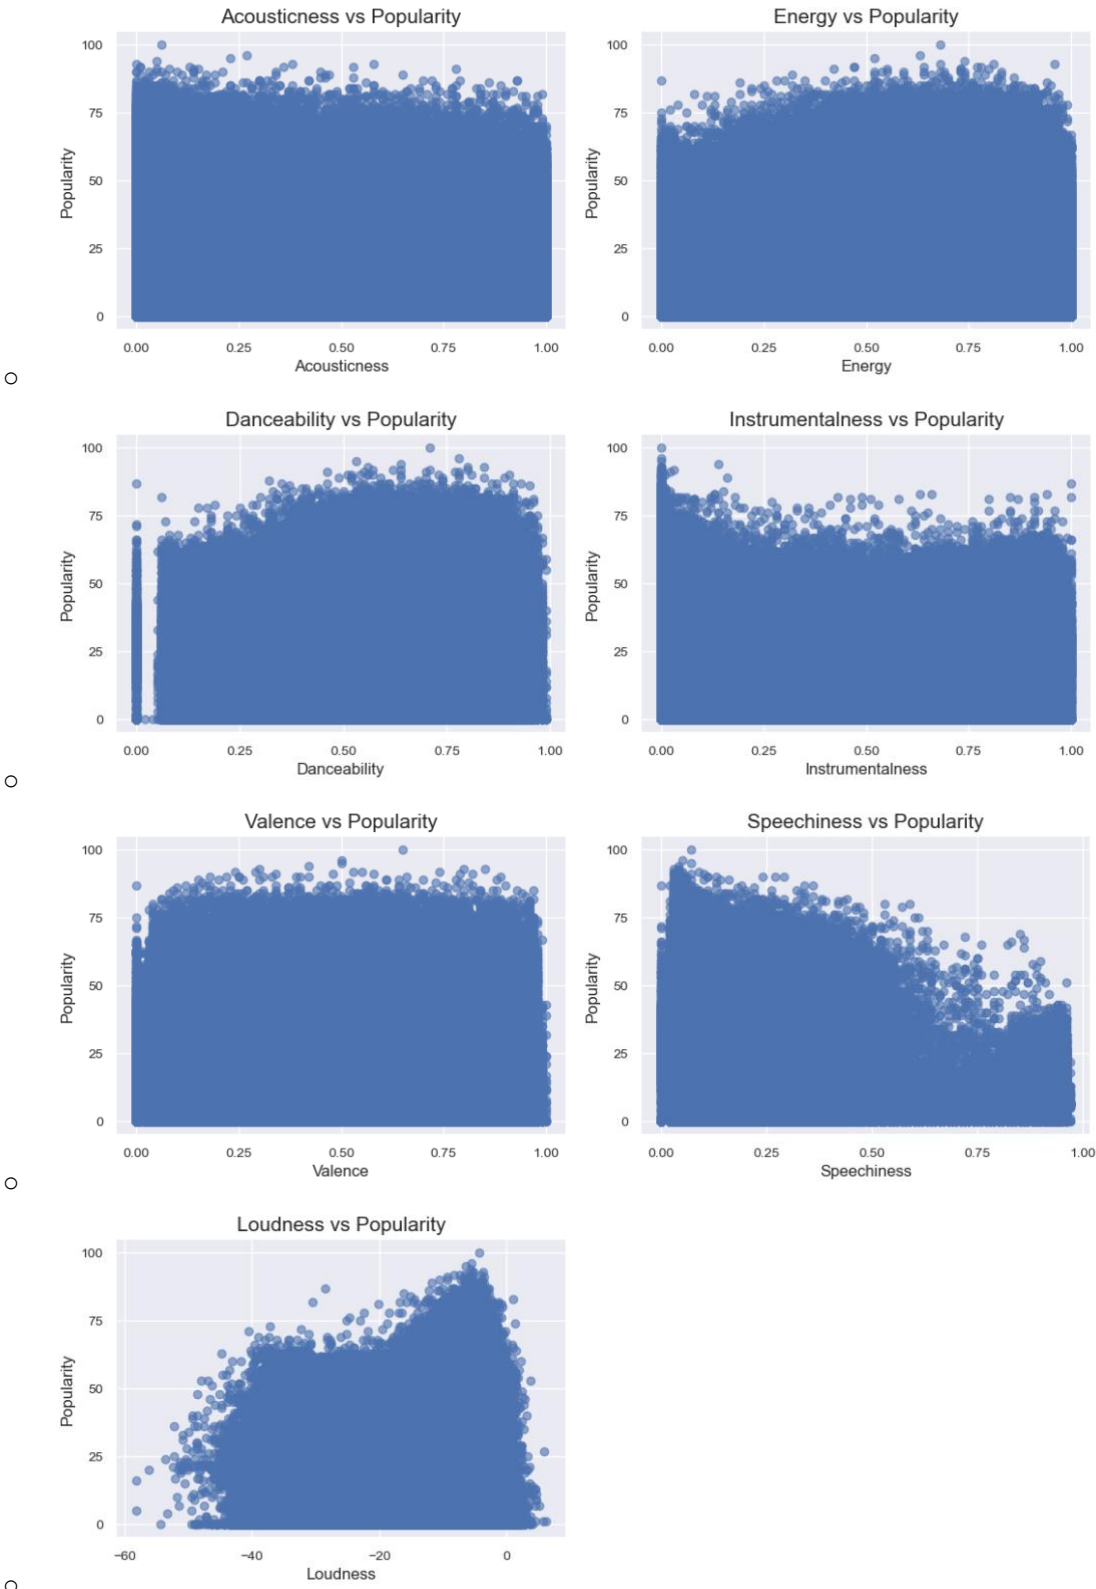 Acousticness vs Popularity
100
75
50
25
0
Popularity
0.00 0.25 0.50 0.75 1.00
Acousticness
Energy vs Popularity
100
75
50
25
0
Popularity
0.00 0.25 0.50 0.75 1.00
Energy
Danceability vs Popularity
100
75
50
25
0
Popularity
0.00 0.25 0.50 0.75 1.00
Danceability
Instrumentalness vs Popularity
100
75
50
25
0
Popularity
0.00 0.25 0.50 0.75 1.00
Instrumentalness
Valence vs Popularity
100
75
50
25
0
Popularity
0.00 0.25 0.50 0.75 1.00
Valence
Speechiness vs Popularity
100
75
50
25
0
Popularity
0.00 0.25 0.50 0.75 1.00
Speechiness
Loudness vs Popularity
100
75
50
25
0
Popularity
−60 −40 −20 0
Loudness